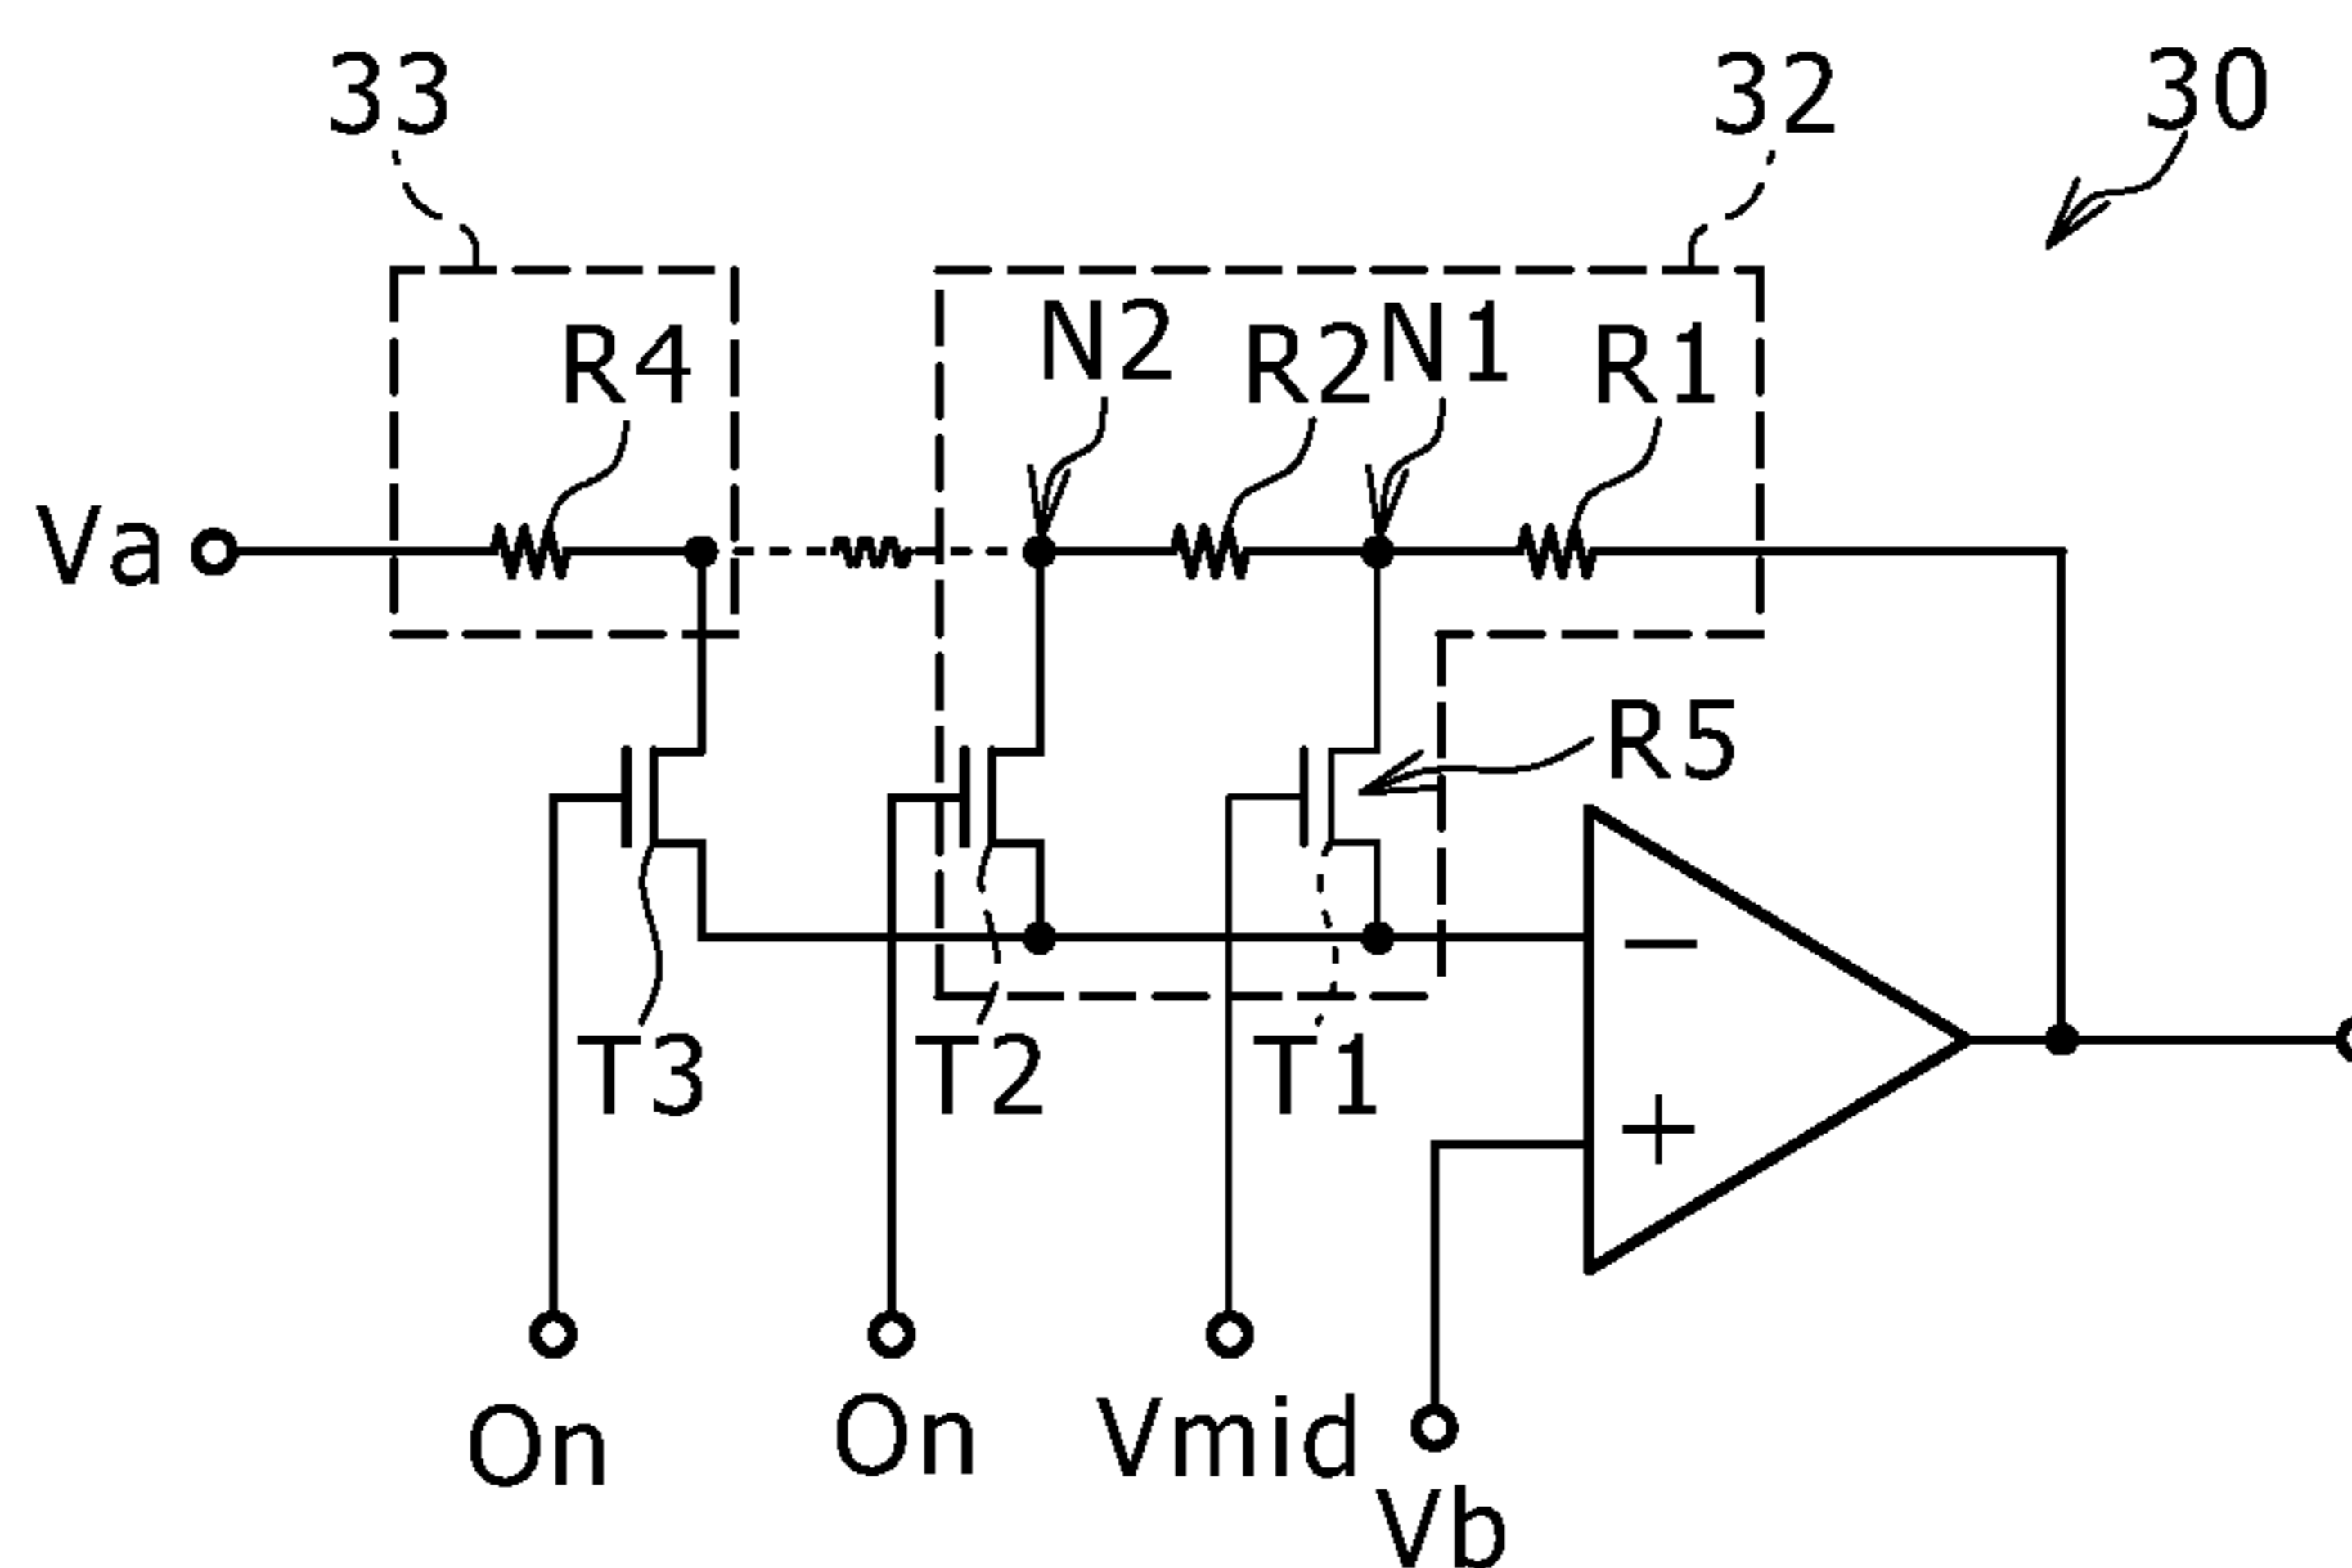 33
32
30
N2
N1
R4
R2
R1
Va
R5
−
T3
T2
T1
+
On
On
Vmid
Vb